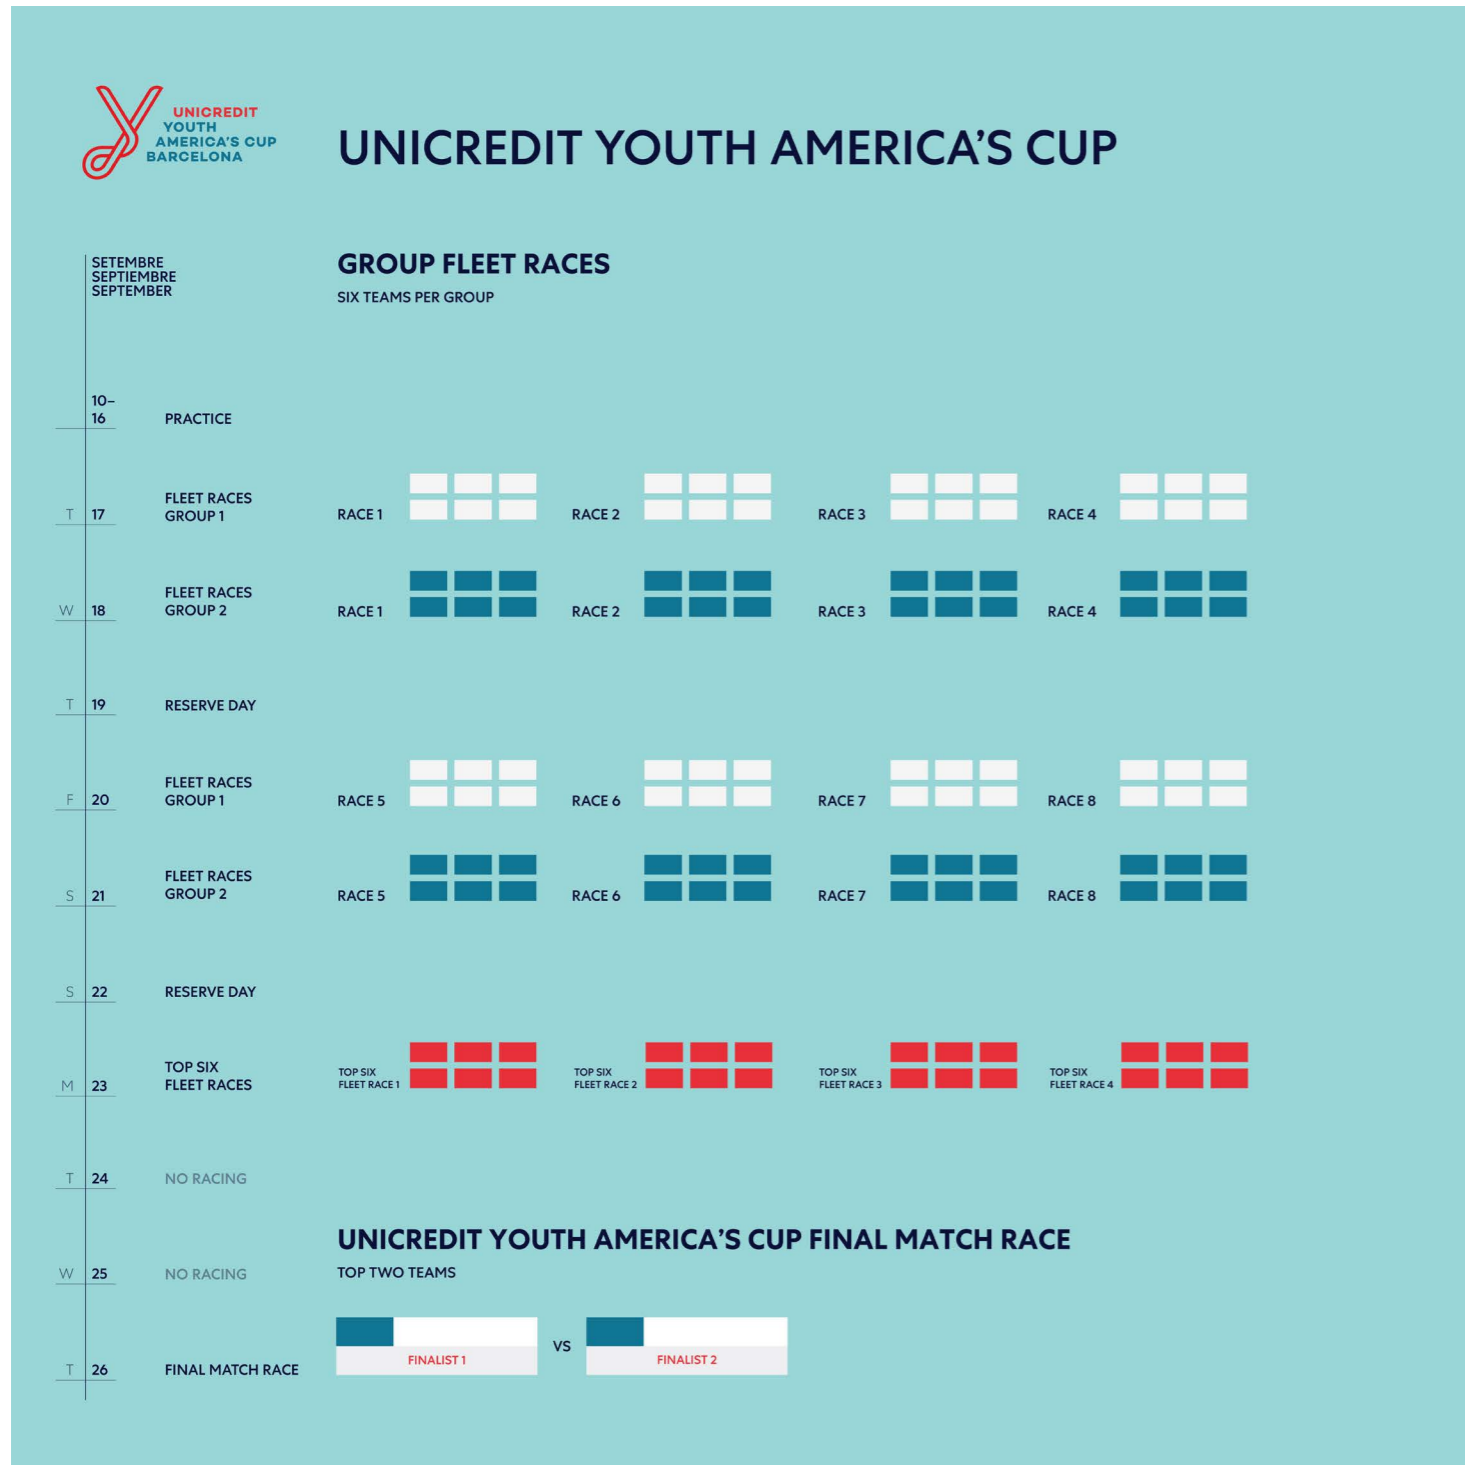 UNICREDIT
YOUTH
AMERICA'S CUP
BARCELONA
UNICREDIT YOUTH AMERICA'S CUP
SETEMBRE
SEPTIEMBRE
SEPTEMBER
GROUP FLEET RACES
SIX TEAMS PER GROUP
10–
16 PRACTICE
FLEET RACES
T 17 GROUP 1 RACE 1 RACE 2 RACE 3 RACE 4
FLEET RACES
W 18 GROUP 2 RACE 1 RACE 2 RACE 3 RACE 4
T 19 RESERVE DAY
FLEET RACES
F 20 GROUP 1 RACE 5 RACE 6 RACE 7 RACE 8
FLEET RACES
S 21 GROUP 2 RACE 5 RACE 6 RACE 7 RACE 8
S 22 RESERVE DAY
TOP SIX TOP SIX TOP SIX TOP SIX TOP SIX
M 23 FLEET RACES FLEET RACE 1 FLEET RACE 2 FLEET RACE 3 FLEET RACE 4
T 24 NO RACING
UNICREDIT YOUTH AMERICA'S CUP FINAL MATCH RACE
TOP TWO TEAMS
W 25 NO RACING
VS
FINALIST 1 FINALIST 2
T 26 FINAL MATCH RACE